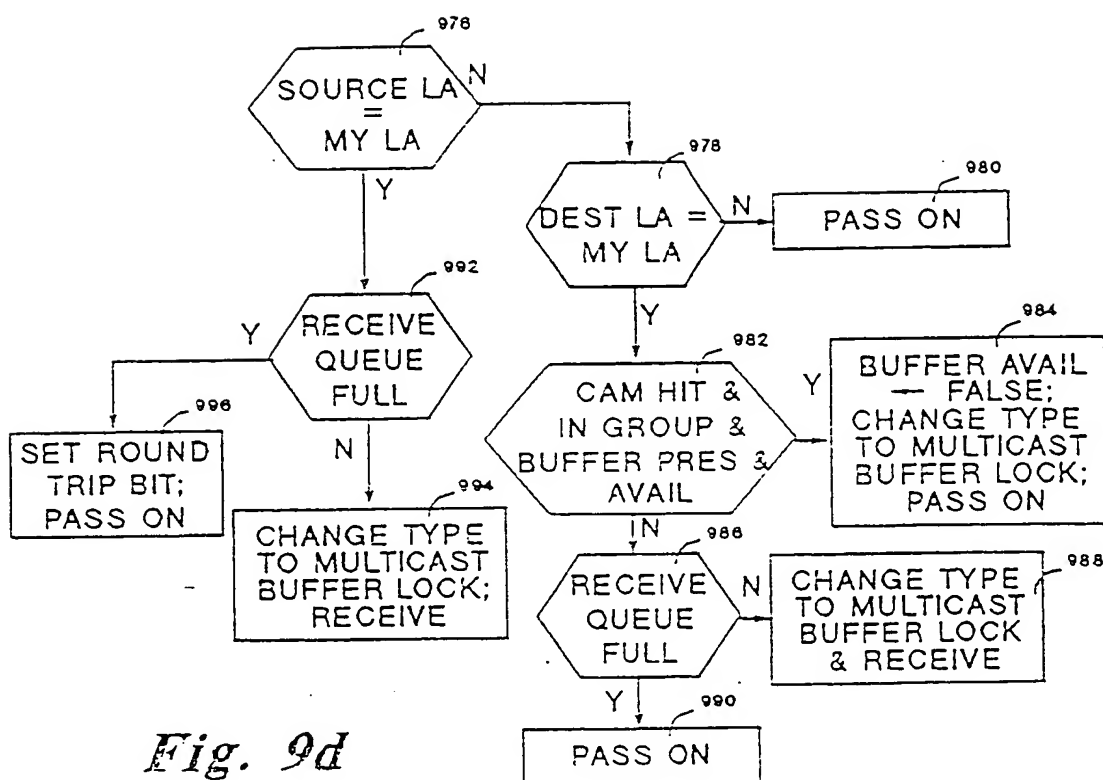 976
SOURCE LA
=
MY LA
N
Y
978
DEST LA =
MY LA
N
Y
980
PASS ON
992
RECEIVE
QUEUE
FULL
Y
N
982
CAM HIT &
IN GROUP &
BUFFER PRES &
AVAIL
Y
N
984
BUFFER AVAIL
← FALSE;
CHANGE TYPE
TO MULTICAST
BUFFER LOCK;
PASS ON
996
SET ROUND
TRIP BIT;
PASS ON
994
CHANGE TYPE
TO MULTICAST
BUFFER LOCK;
RECEIVE
986
RECEIVE
QUEUE
FULL
N
Y
988
CHANGE TYPE
TO MULTICAST
BUFFER LOCK
& RECEIVE
990
PASS ON
Fig. 9d